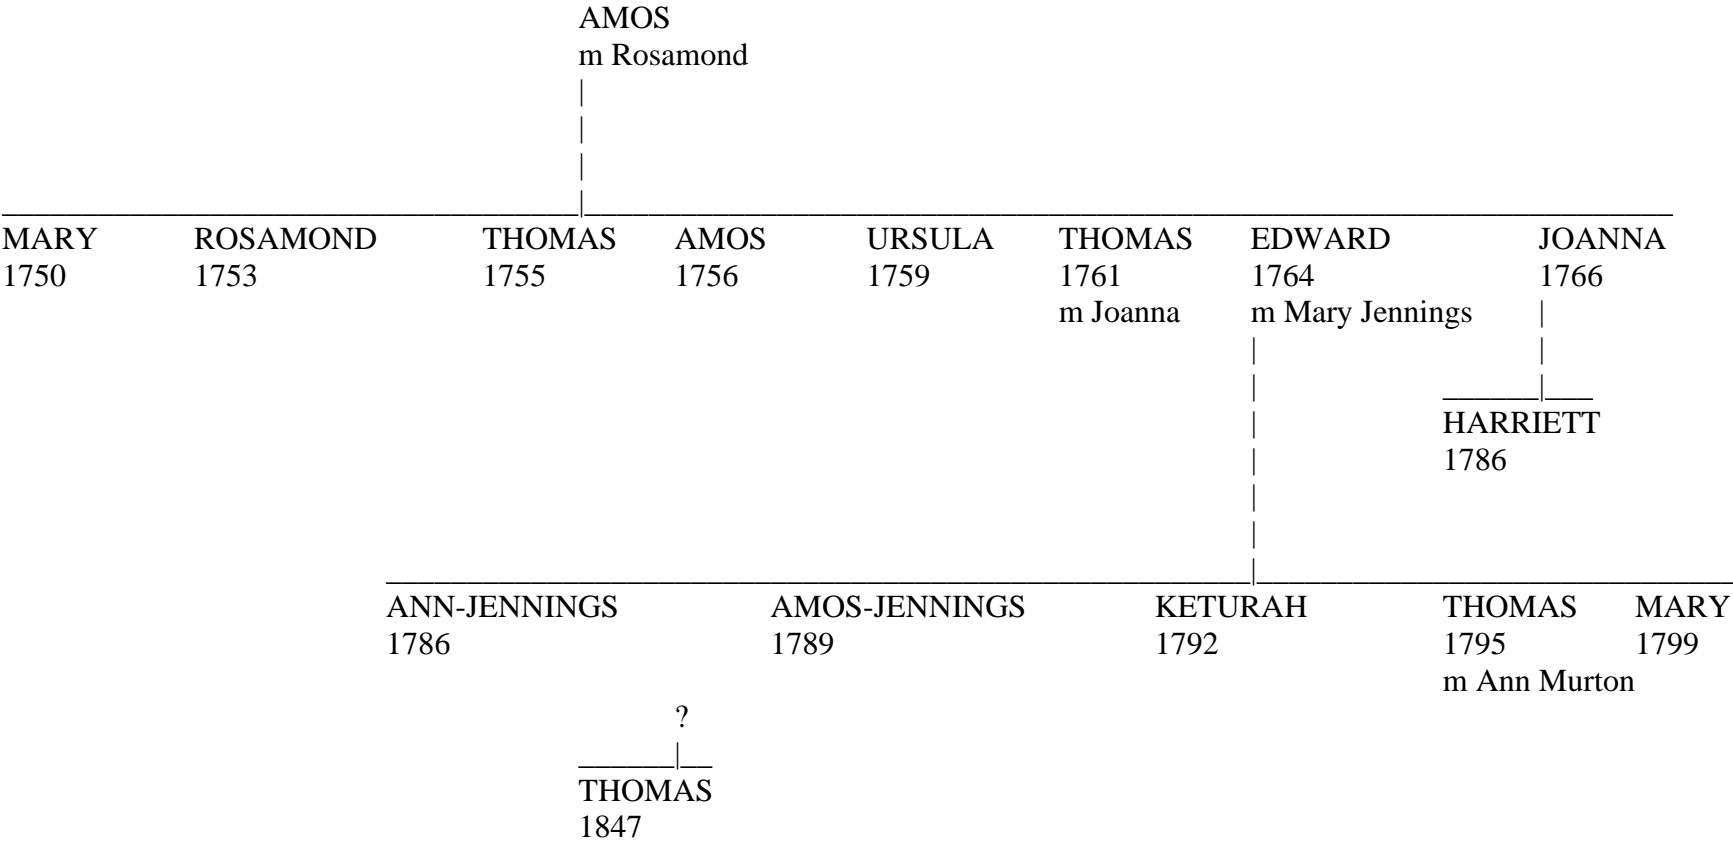 AMOS
m Rosamond
MARY ROSAMOND THOMAS AMOS URSULA THOMAS EDWARD JOANNA
1750 1753 1755 1756 1759 1761 1764 1766
m Joanna m Mary Jennings
HARRIETT
1786
ANN-JENNINGS AMOS-JENNINGS KETURAH THOMAS MARY
1786 1789 1792 1795 1799
m Ann Murton
?
THOMAS
1847